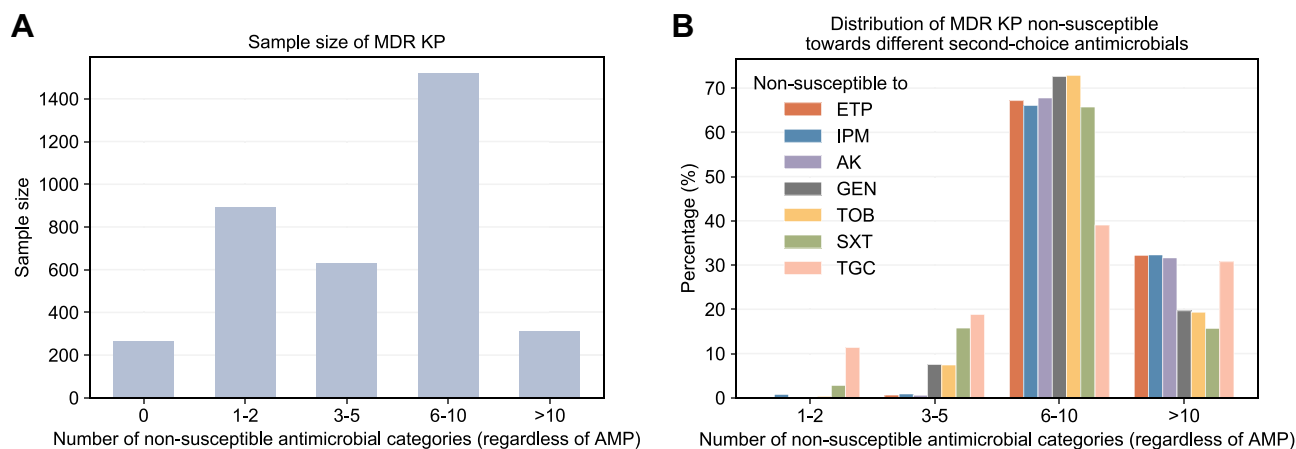 A
Sample size of MDR KP
Sample size
1400
1200
1000
800
600
400
200
0
0 1-2 3-5 6-10 >10
Number of non-susceptible antimicrobial categories (regardless of AMP)
B
Distribution of MDR KP non-susceptible
towards different second-choice antimicrobials
Percentage (%)
70
60
50
40
30
20
10
0
Non-susceptible to
ETP
IPM
AK
GEN
TOB
SXT
TGC
1-2 3-5 6-10 >10
Number of non-susceptible antimicrobial categories (regardless of AMP)